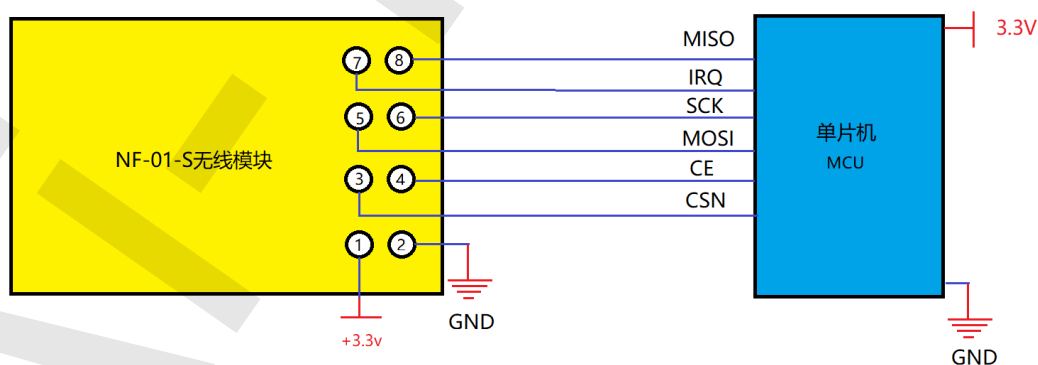 MISO
3.3V
7
8
IRQ
SCK
5
6
MOSI
单片机
MCU
NF-01-S无线模块
CE
3
4
CSN
1
2
GND
+3.3v
GND